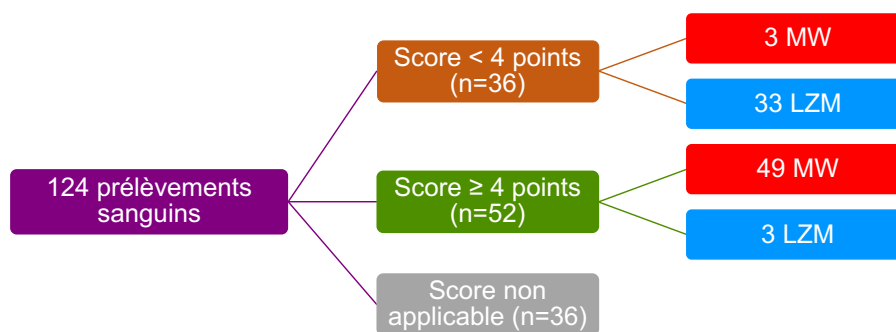 124 prélèvements
sanguins
Score < 4 points
(n=36)
3 MW
33 LZM
Score ≥ 4 points
(n=52)
49 MW
3 LZM
Score non
applicable (n=36)